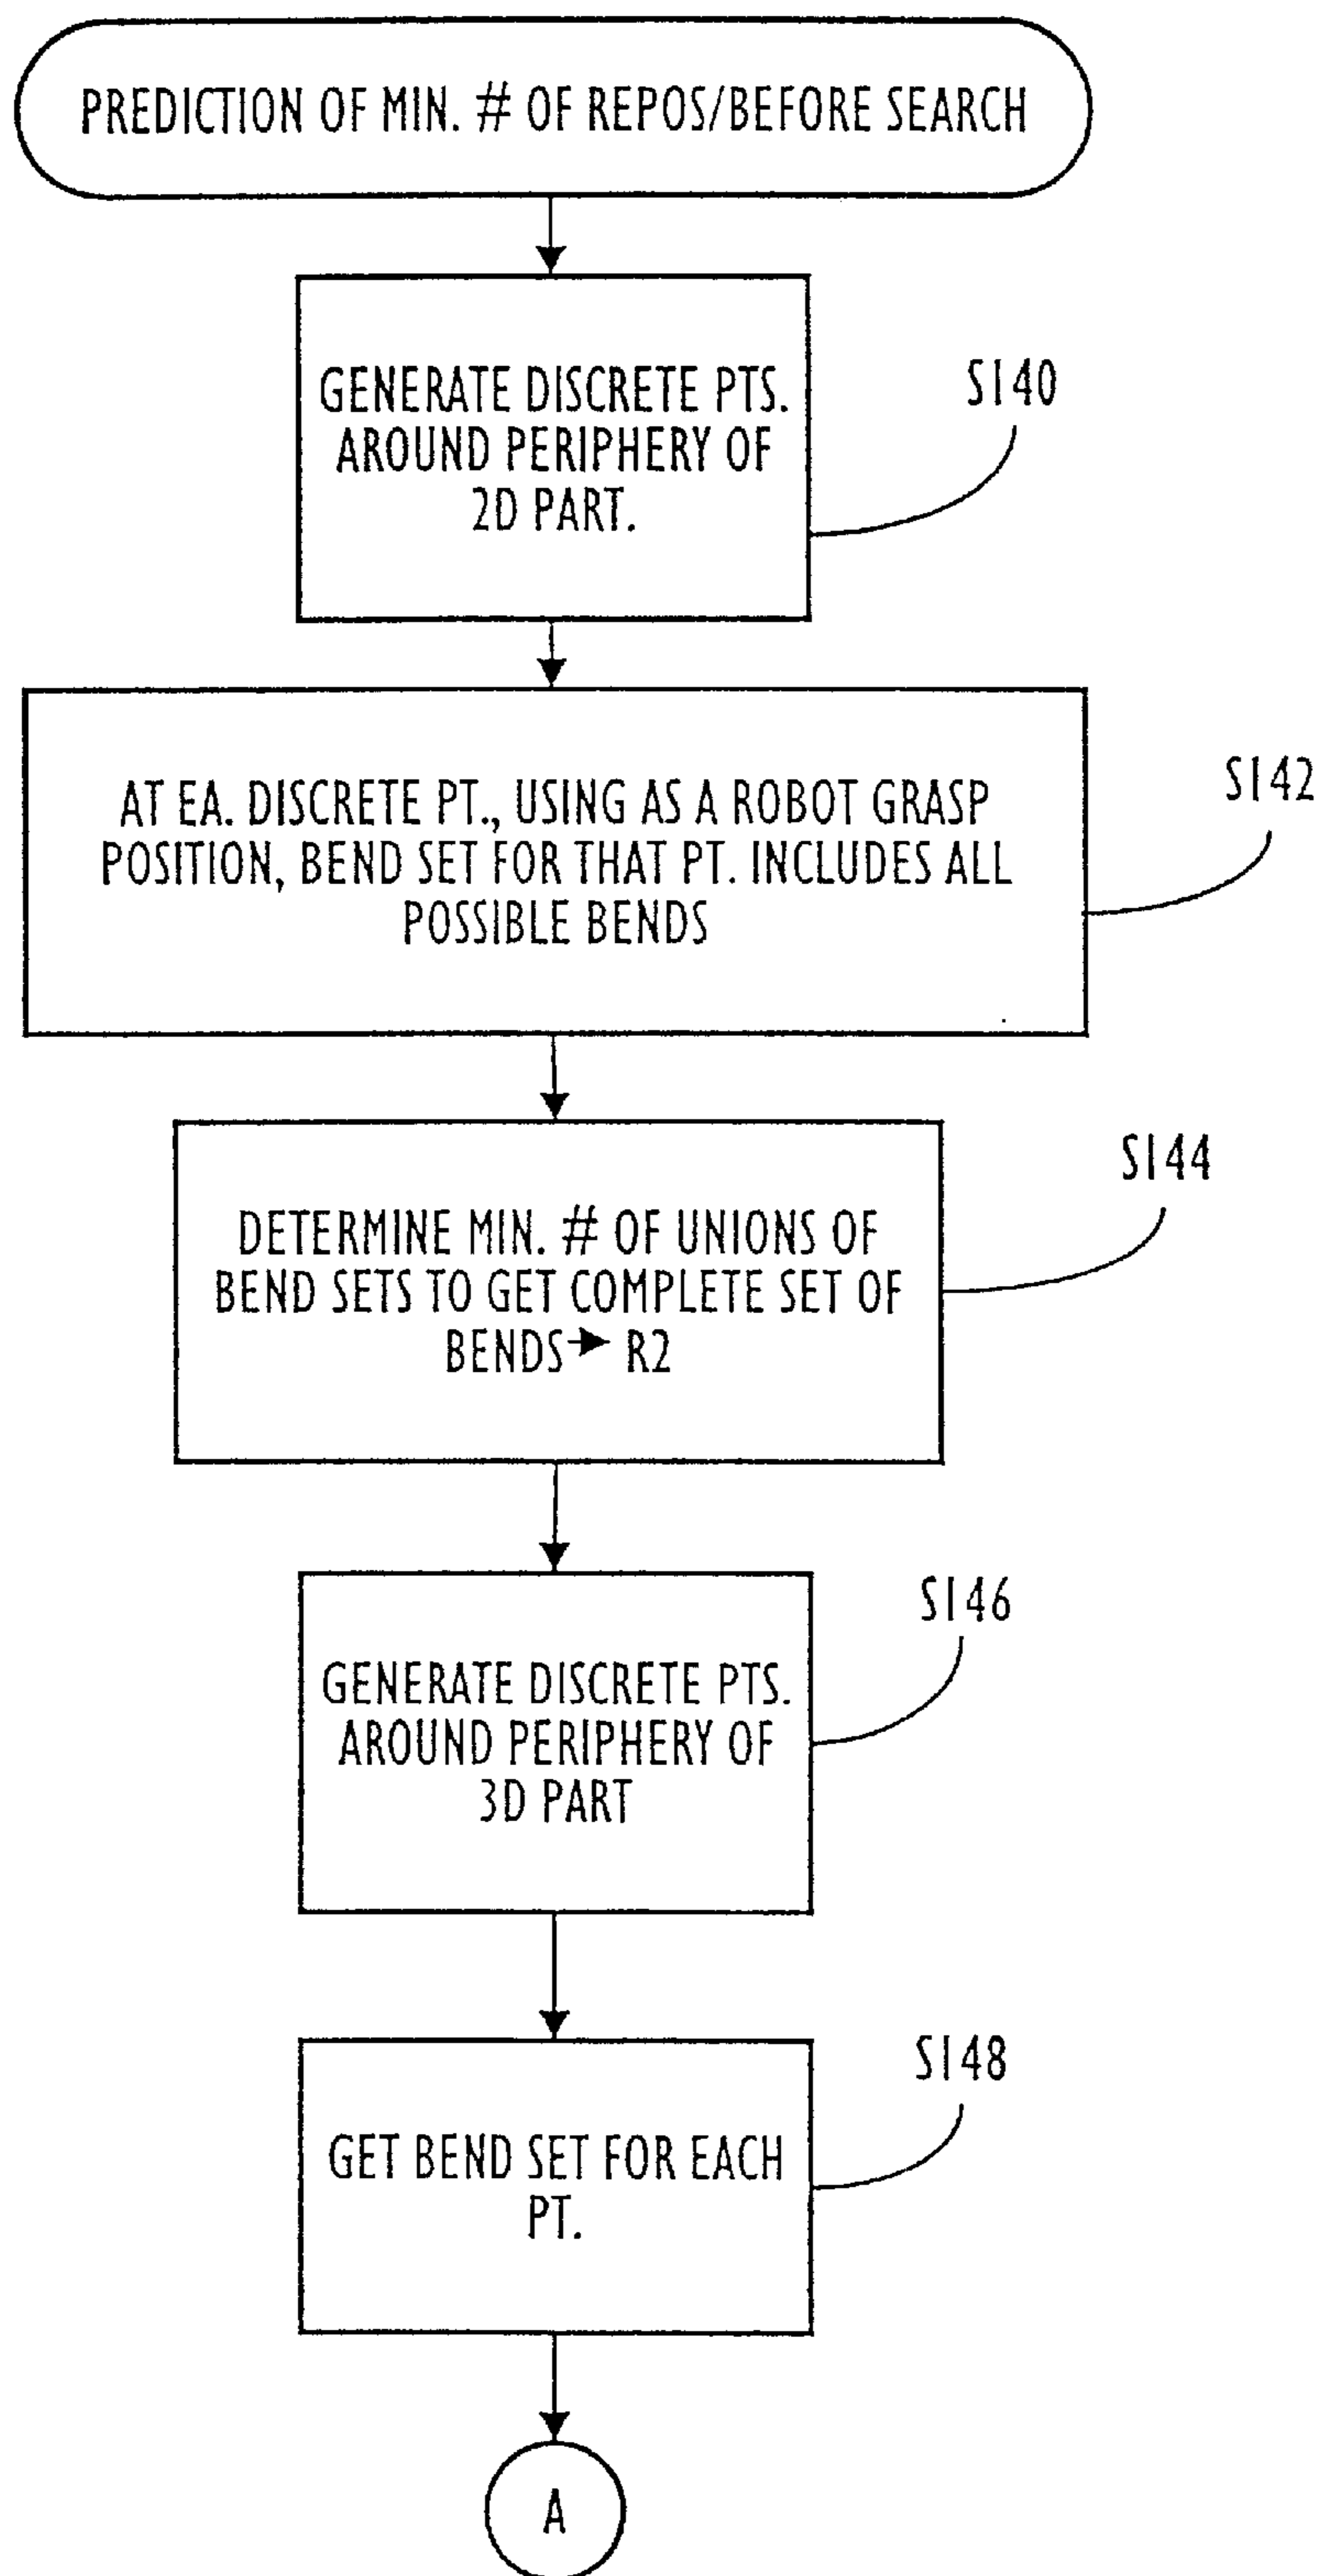 PREDICTION OF MIN. # OF REPOS/BEFORE SEARCH
GENERATE DISCRETE PTS.
AROUND PERIPHERY OF
2D PART.
S140
AT EA. DISCRETE PT., USING AS A ROBOT GRASP
POSITION, BEND SET FOR THAT PT. INCLUDES ALL
POSSIBLE BENDS
S142
DETERMINE MIN. # OF UNIONS OF
BEND SETS TO GET COMPLETE SET OF
BENDS → R2
S144
GENERATE DISCRETE PTS.
AROUND PERIPHERY OF
3D PART
S146
GET BEND SET FOR EACH
PT.
S148
A